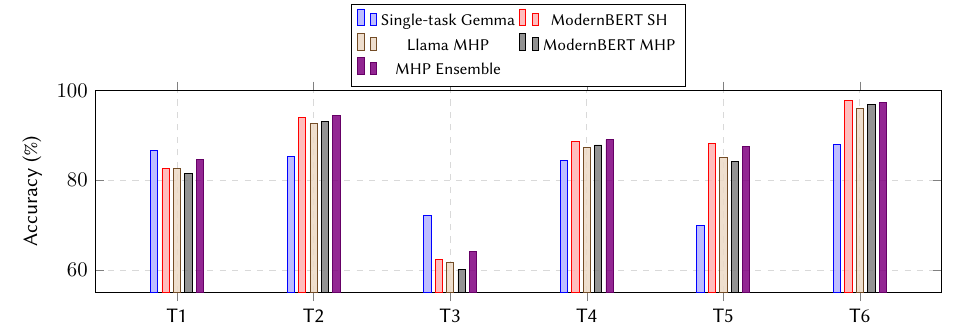 Single-task Gemma ModernBERT SH
Llama MHP ModernBERT MHP
MHP Ensemble
100
80
60
Accuracy (%)
T1 T2 T3 T4 T5 T6